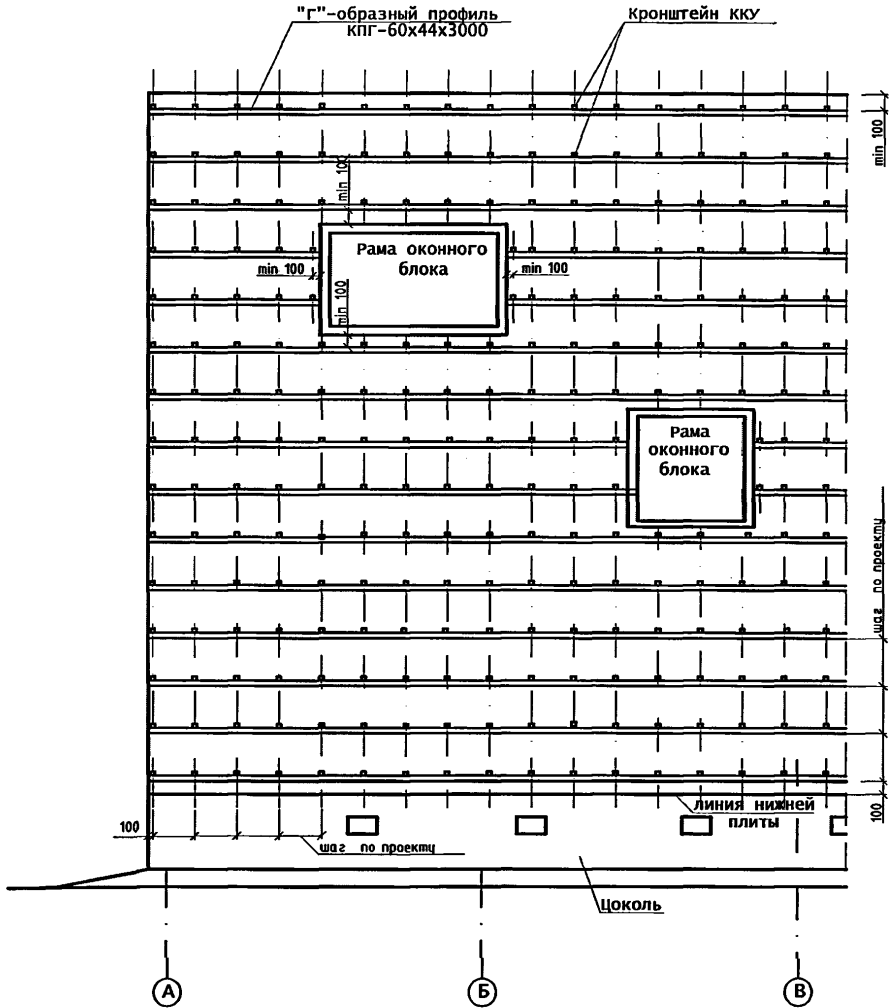 "Г"-образный профиль
КПГ-60х44х3000
Кронштейн ККУ
min 100
min 100
Рама оконного
блока
min 100
min 100
min 100
Рама
оконного
блока
шаг по проекту
линия нижней
плиты
100
100
шаг по проекту
Цоколь
А
Б
В